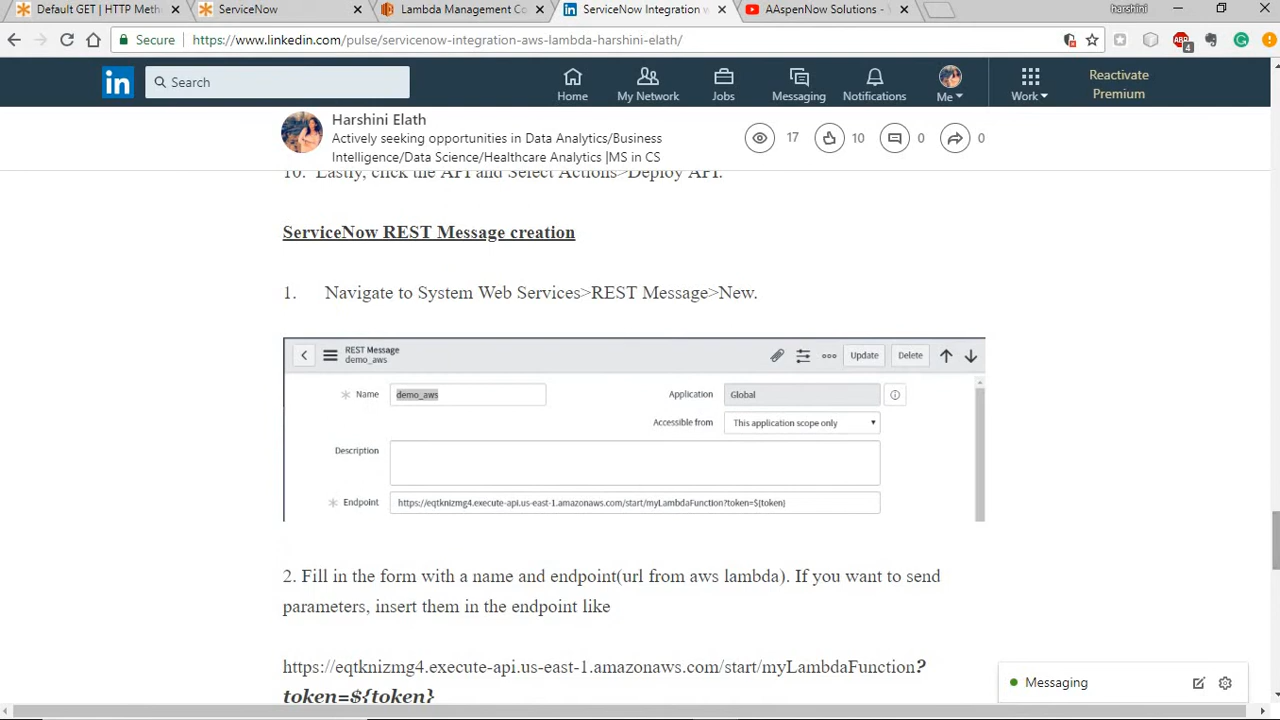 Default GET | HTTP Meth
ServiceNow
Lambda Management Co
ServiceNow Integration w
AAspenNow Solutions -
harshini
Secure
https://www.linkedin.com/pulse/servicenow-integration-aws-lambda-harshini-elath/
in
Search
Home
My Network
Jobs
Messaging
Notifications
Me
Work
Reactivate
Premium
Harshini Elath
Actively seeking opportunities in Data Analytics/Business
Intelligence/Data Science/Healthcare Analytics |MS in CS
17
10
0
0
10. Lastly, click the API and Select Actions>Deploy API.
ServiceNow REST Message creation
1. Navigate to System Web Services>REST Message>New.
REST Message
demo_aws
Update
Delete
Name
demo_aws
Application
Global
Accessible from
This application scope only
Description
Endpoint
https://eqtknizmg4.execute-api.us-east-1.amazonaws.com/start/myLambdaFunction?token=${token}
2. Fill in the form with a name and endpoint(url from aws lambda). If you want to send
parameters, insert them in the endpoint like
https://eqtknizmg4.execute-api.us-east-1.amazonaws.com/start/myLambdaFunction?
token=${token}
Messaging